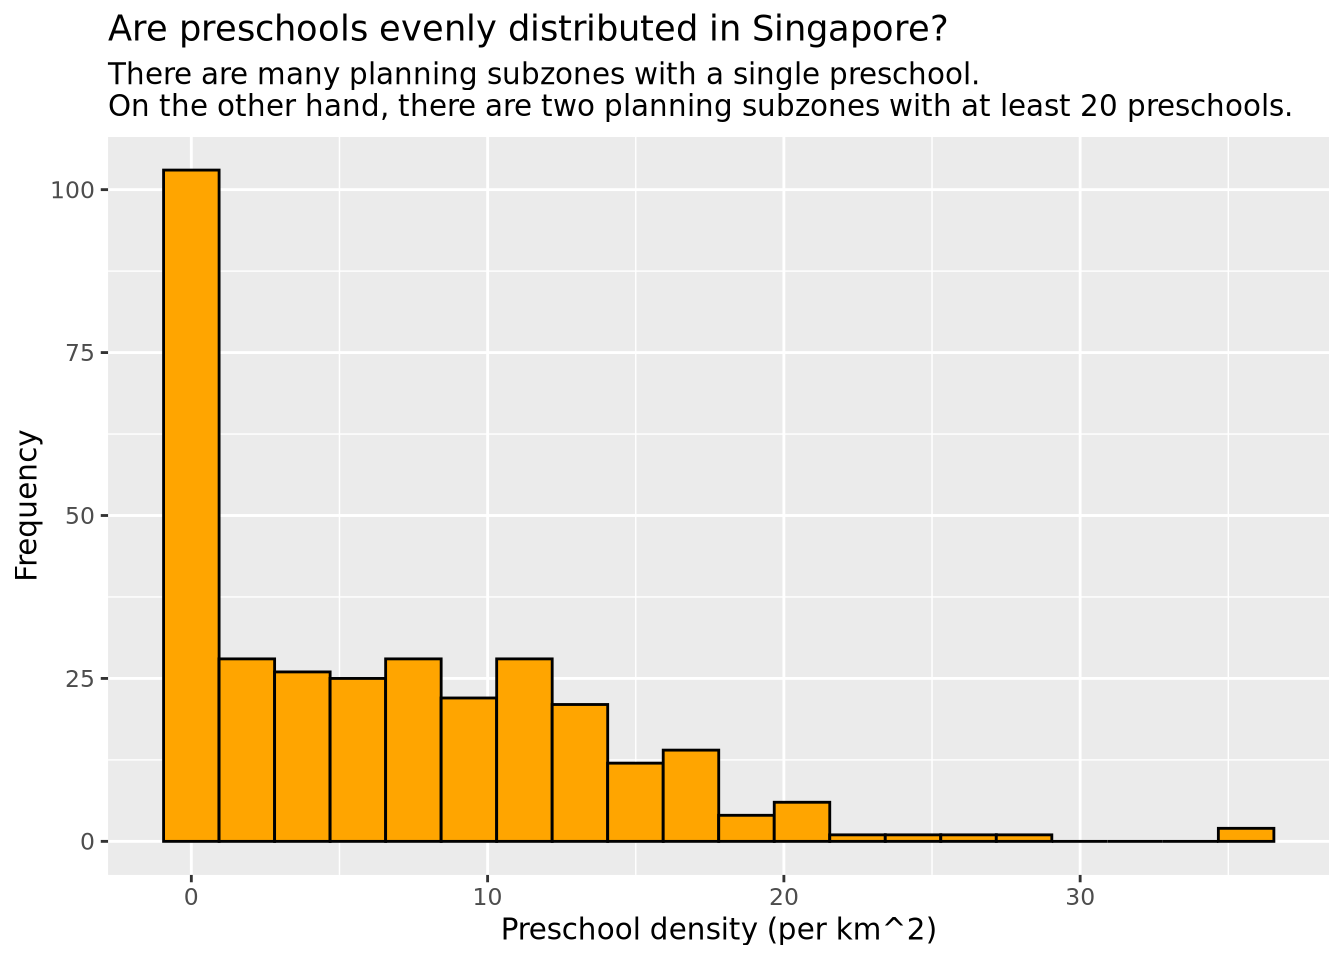 Are preschools evenly distributed in Singapore?
There are many planning subzones with a single preschool.
On the other hand, there are two planning subzones with at least 20 preschools.
Frequency
100
75
50
25
0
0 10 20 30
Preschool density (per km^2)